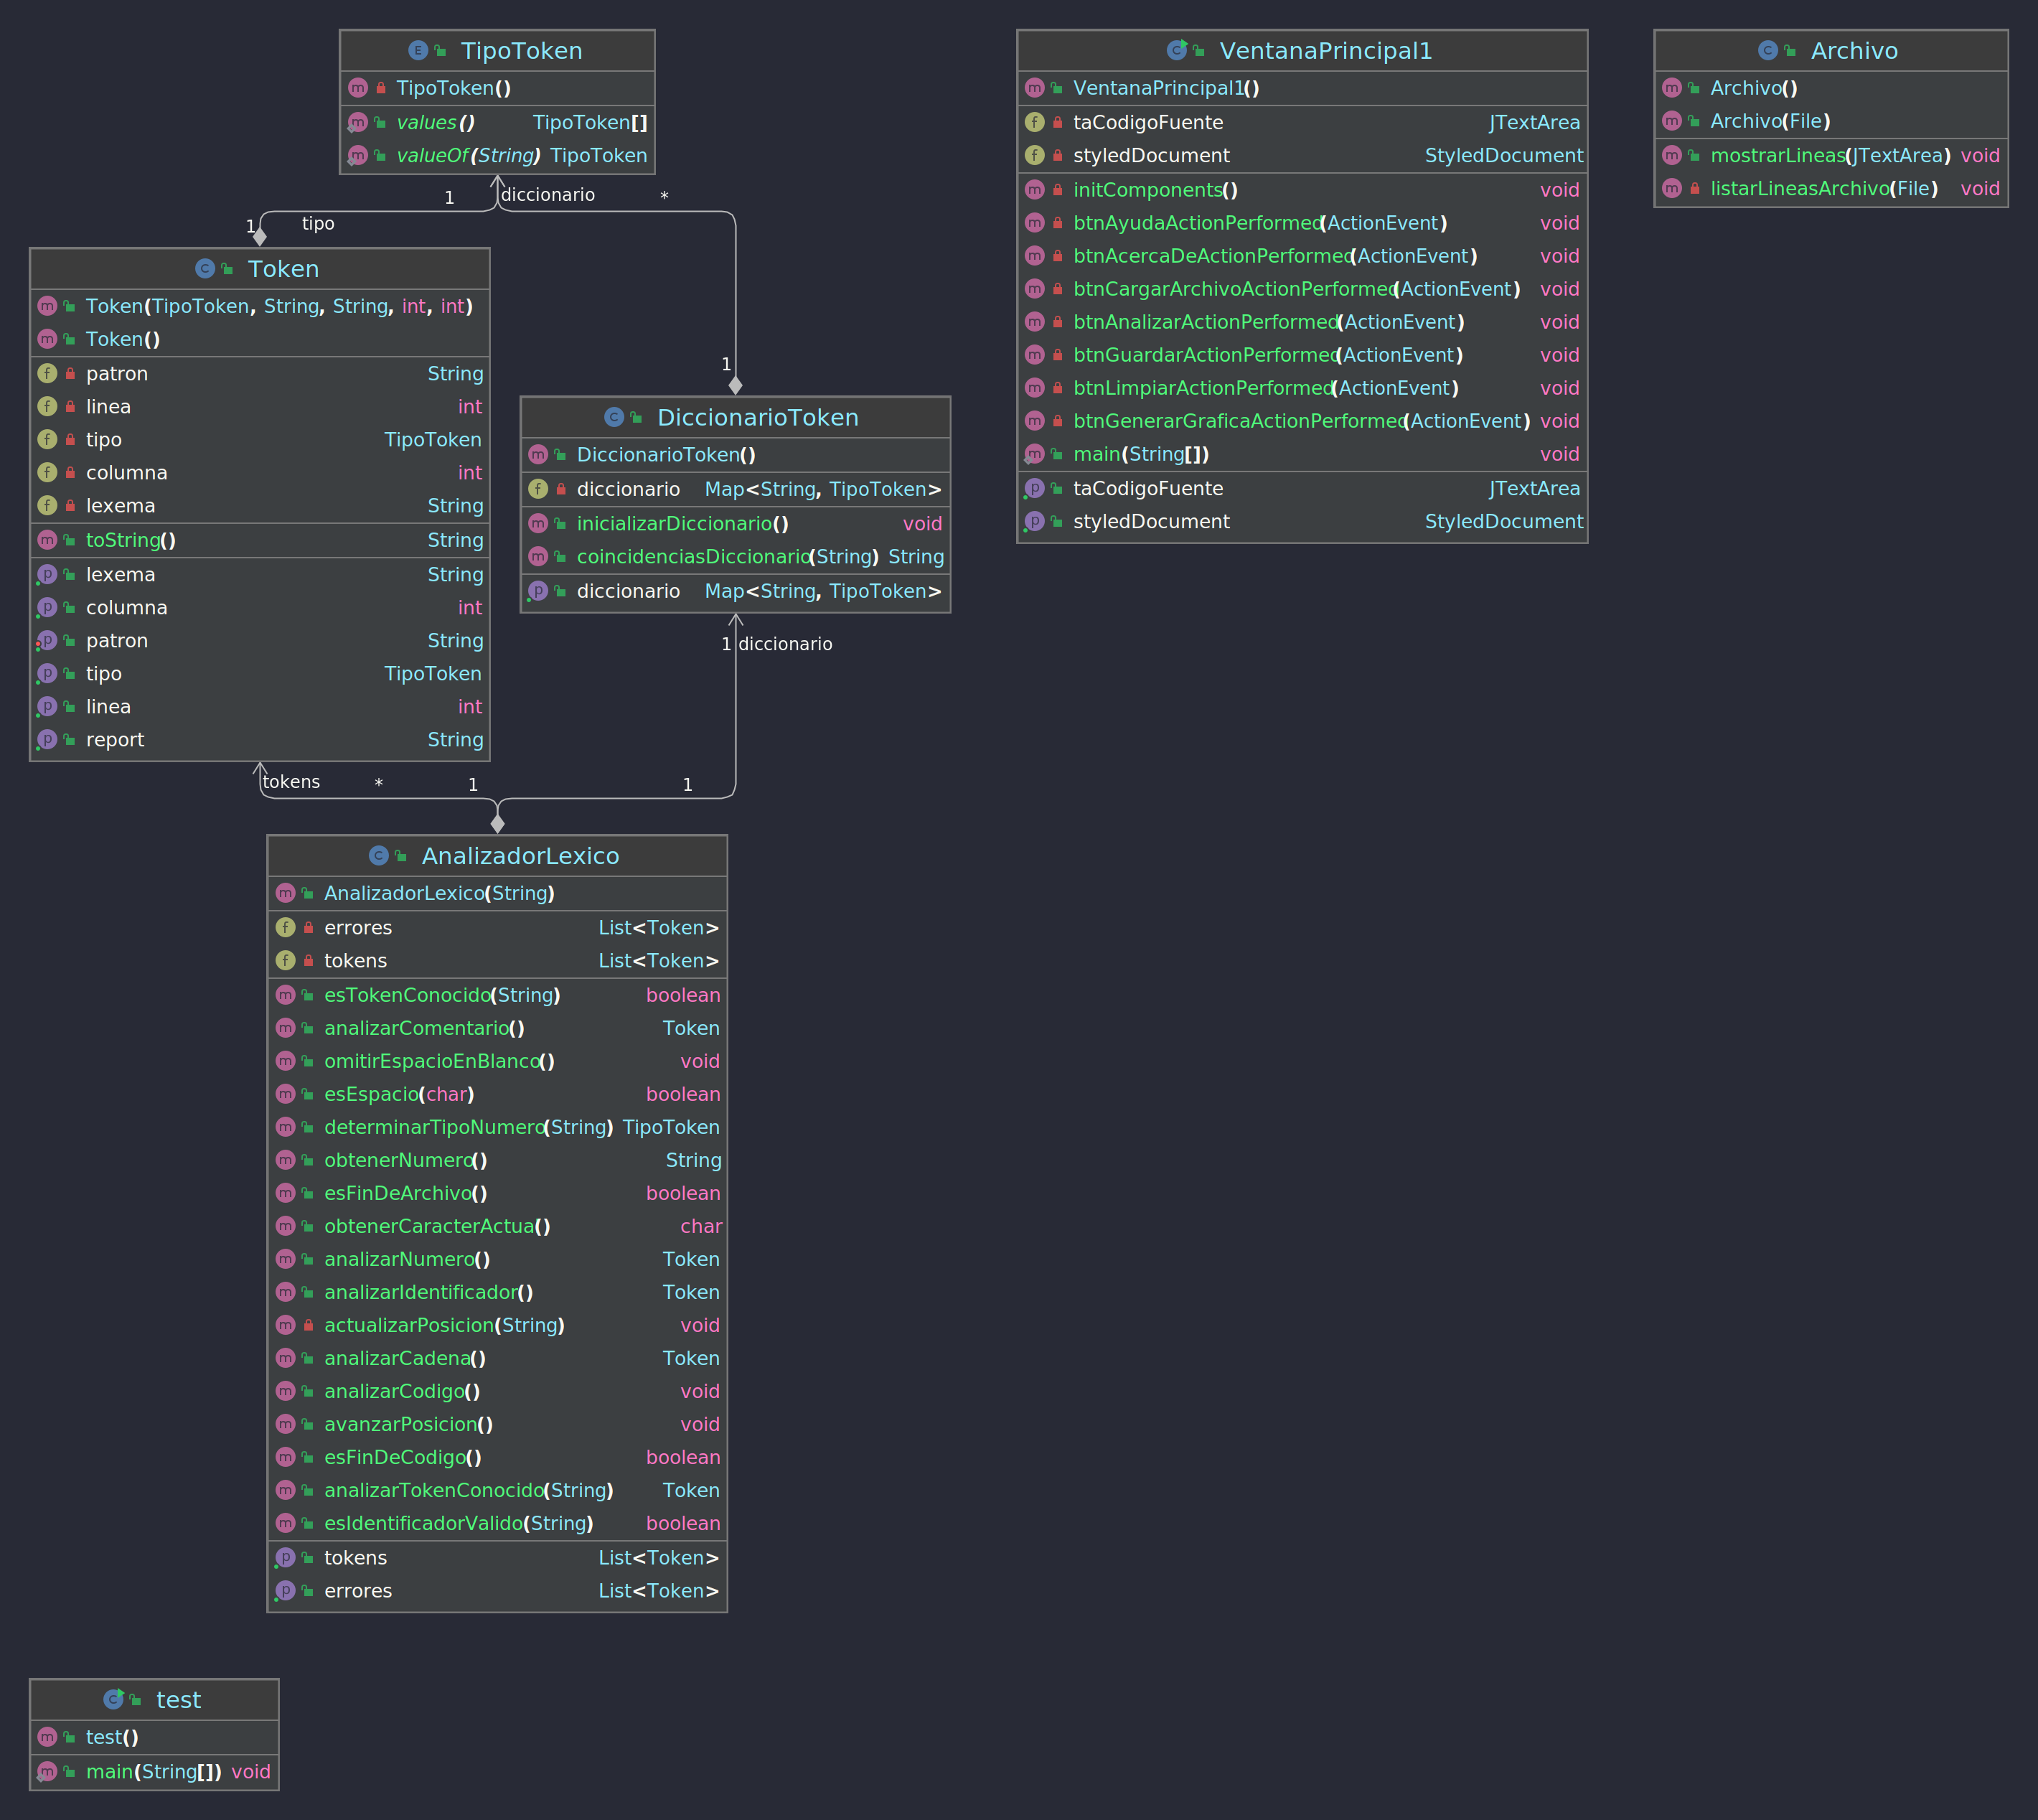 TipoToken
TipoToken()
values() TipoToken[]
valueOf(String) TipoToken
1 diccionario *
1 tipo
Token
Token(TipoToken, String, String, int, int)
Token()
patron String
linea int
tipo TipoToken
columna int
lexema String
toString() String
lexema String
columna int
patron String
tipo TipoToken
linea int
report String
1
DiccionarioToken
DiccionarioToken()
diccionario Map<String, TipoToken>
inicializarDiccionario() void
coincidenciasDiccionario(String) String
diccionario Map<String, TipoToken>
1 diccionario
tokens * 1 1
AnalizadorLexico
AnalizadorLexico(String)
errores List<Token>
tokens List<Token>
esTokenConocido(String) boolean
analizarComentario() Token
omitirEspacioEnBlanco() void
esEspacio(char) boolean
determinarTipoNumero(String) TipoToken
obtenerNumero() String
esFinDeArchivo() boolean
obtenerCaracterActua() char
analizarNumero() Token
analizarIdentificador() Token
actualizarPosicion(String) void
analizarCadena() Token
analizarCodigo() void
avanzarPosicion() void
esFinDeCodigo() boolean
analizarTokenConocido(String) Token
esIdentificadorValido(String) boolean
tokens List<Token>
errores List<Token>
test
test()
main(String[]) void
VentanaPrincipal1
VentanaPrincipal1()
taCodigoFuente JTextArea
styledDocument StyledDocument
initComponents() void
btnAyudaActionPerformed(ActionEvent) void
btnAcercaDeActionPerformed(ActionEvent) void
btnCargarArchivoActionPerformed(ActionEvent) void
btnAnalizarActionPerformed(ActionEvent) void
btnGuardarActionPerformed(ActionEvent) void
btnLimpiarActionPerformed(ActionEvent) void
btnGenerarGraficaActionPerformed(ActionEvent) void
main(String[]) void
taCodigoFuente JTextArea
styledDocument StyledDocument
Archivo
Archivo()
Archivo(File)
mostrarLineas(JTextArea) void
listarLineasArchivo(File) void